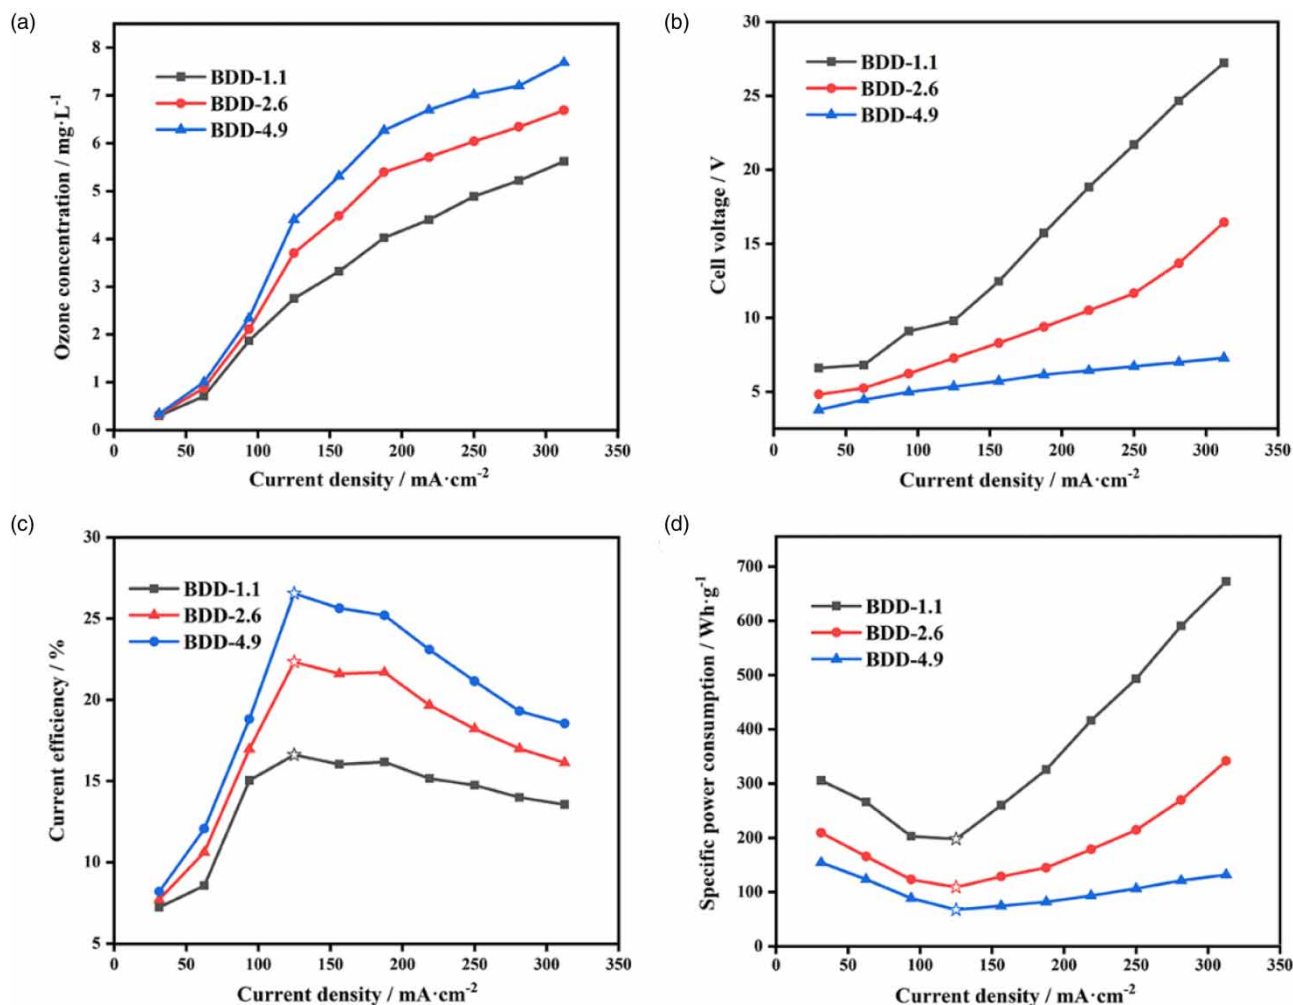 (a)
8
7
6
5
4
3
2
1
0
Ozone concentration / mg·L⁻¹
BDD-1.1
BDD-2.6
BDD-4.9
0 50 100 150 200 250 300 350
Current density / mA·cm⁻²
(b)
30
25
20
15
10
5
Cell voltage / V
BDD-1.1
BDD-2.6
BDD-4.9
0 50 100 150 200 250 300 350
Current density / mA·cm⁻²
(c)
30
25
20
15
10
5
Current efficiency / %
BDD-1.1
BDD-2.6
BDD-4.9
0 50 100 150 200 250 300 350
Current density / mA·cm⁻²
(d)
700
600
500
400
300
200
100
0
Specific power consumption / Wh·g⁻¹
BDD-1.1
BDD-2.6
BDD-4.9
0 50 100 150 200 250 300 350
Current density / mA·cm⁻²